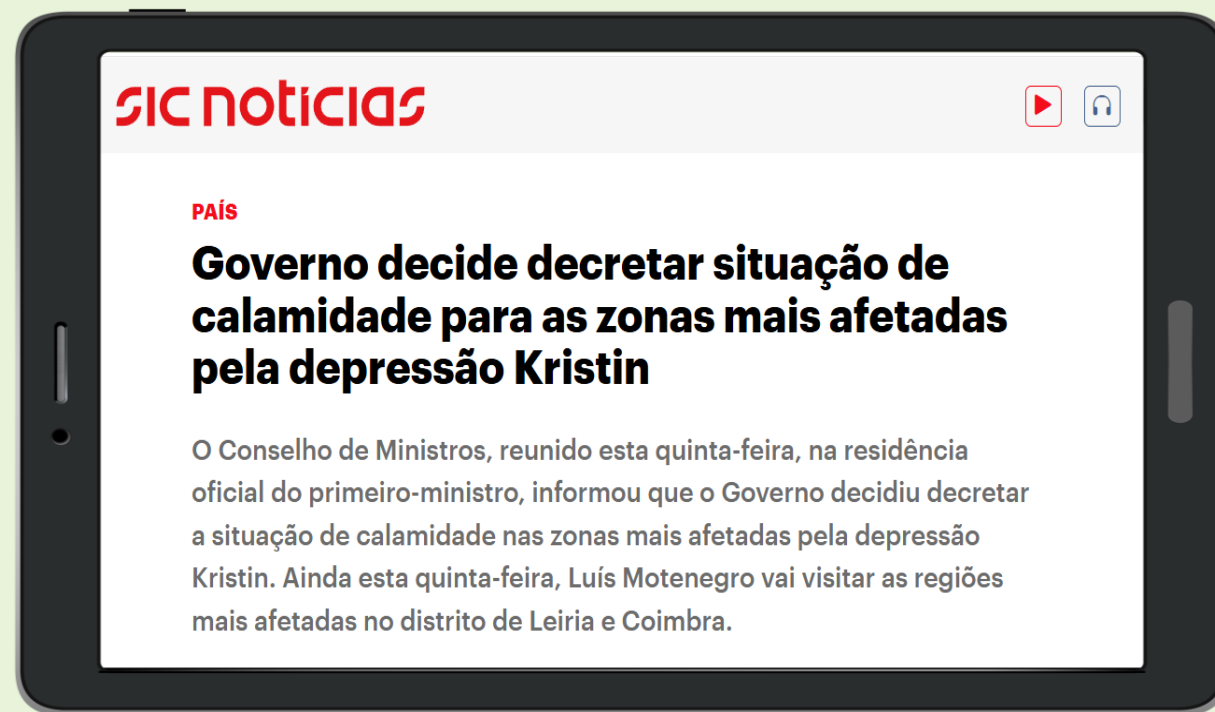 sic notícias
PAÍS
Governo decide decretar situação de
calamidade para as zonas mais afetadas
pela depressão Kristin
O Conselho de Ministros, reunido esta quinta-feira, na residência
oficial do primeiro-ministro, informou que o Governo decidiu decretar
a situação de calamidade nas zonas mais afetadas pela depressão
Kristin. Ainda esta quinta-feira, Luís Motenegro vai visitar as regiões
mais afetadas no distrito de Leiria e Coimbra.